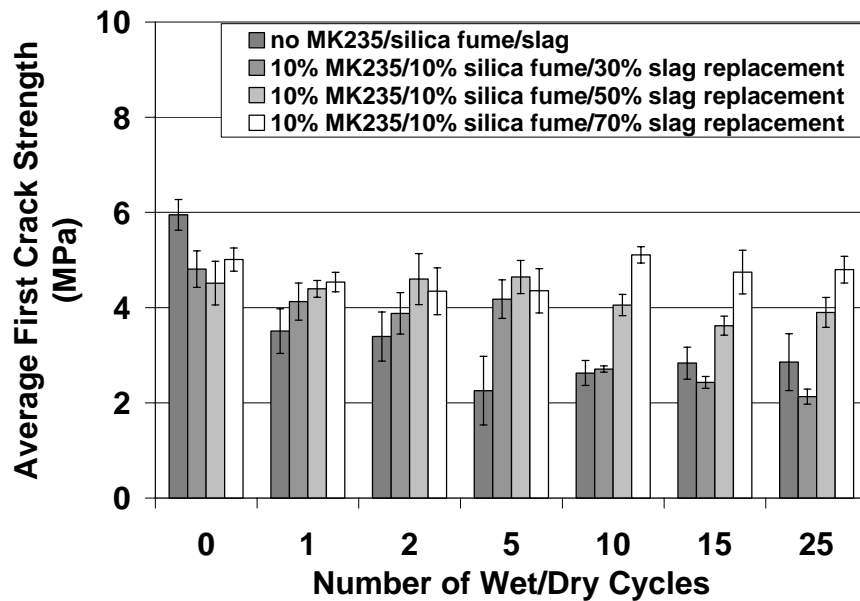 10
8
6
4
2
0
Average First Crack Strength
(MPa)
no MK235/silica fume/slag
10% MK235/10% silica fume/30% slag replacement
10% MK235/10% silica fume/50% slag replacement
10% MK235/10% silica fume/70% slag replacement
0 1 2 5 10 15 25
Number of Wet/Dry Cycles